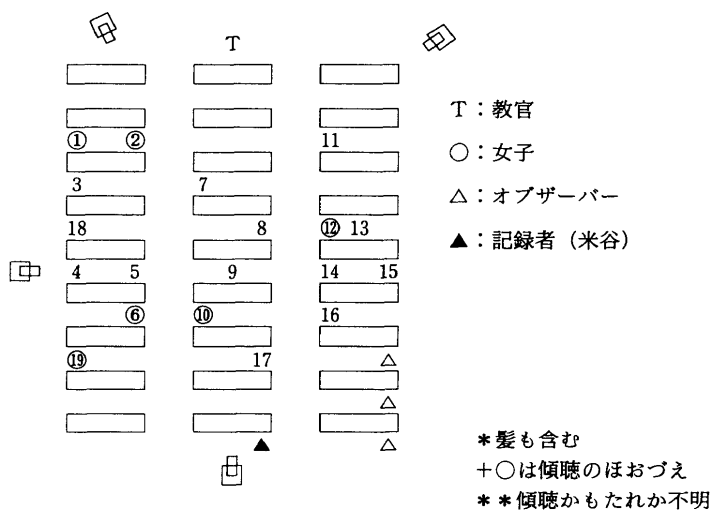 T
① ② 11
3 7
18 8 ⑫ 13
4 5 9 14 15
⑥ ⑩ 16
⑲ 17 △
△
▲ △
T：教官
○：女子
△：オブザーバー
▲：記録者（米谷）
＊髪も含む
＋○は傾聴のほおづえ
＊＊傾聴かもたれか不明